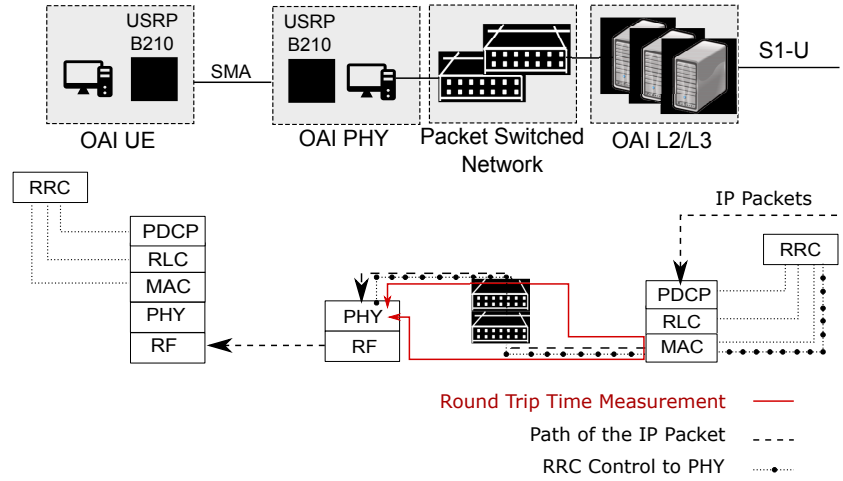 USRP
B210
SMA
OAI UE
USRP
B210
OAI PHY
Packet Switched
Network
OAI L2/L3
S1-U
RRC
PDCP
RLC
MAC
PHY
RF
PHY
RF
IP Packets
RRC
PDCP
RLC
MAC
Round Trip Time Measurement
Path of the IP Packet
RRC Control to PHY